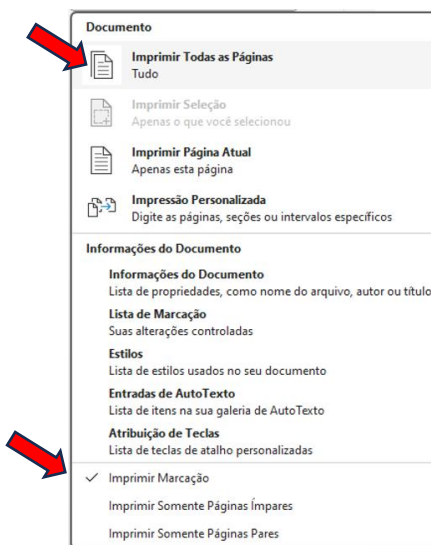 Documento
Imprimir Todas as Páginas
Tudo
Imprimir Seleção
Apenas o que você selecionou
Imprimir Página Atual
Apenas esta página
Impressão Personalizada
Digite as páginas, seções ou intervalos específicos
Informações do Documento
Informações do Documento
Lista de propriedades, como nome do arquivo, autor ou título
Lista de Marcação
Suas alterações controladas
Estilos
Lista de estilos usados no seu documento
Entradas de AutoTexto
Lista de itens na sua galeria de AutoTexto
Atribuição de Teclas
Lista de teclas de atalho personalizadas
Imprimir Marcação
Imprimir Somente Páginas Ímpares
Imprimir Somente Páginas Pares